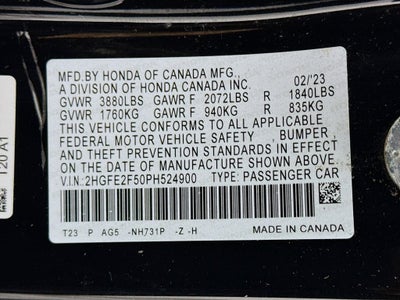 MFD.BY HONDA OF CANADA MFG.,
A DIVISION OF HONDA CANADA INC. 02/'23
GVWR 3880LBS GAWR F 2072LBS R 1840LBS
GVWR 1760KG GAWR F 940KG R 835KG
THIS VEHICLE CONFORMS TO ALL APPLICABLE
FEDERAL MOTOR VEHICLE SAFETY , BUMPER ,
AND THEFT PREVENTION STANDARDS IN EFFECT
ON THE DATE OF MANUFACTURE SHOWN ABOVE.
V.I.N: 2HGFE2F50PH524900 TYPE: PASSENGER CAR
T23 P AG5 -NH731P -Z -H MADE IN CANADA
T20 A1